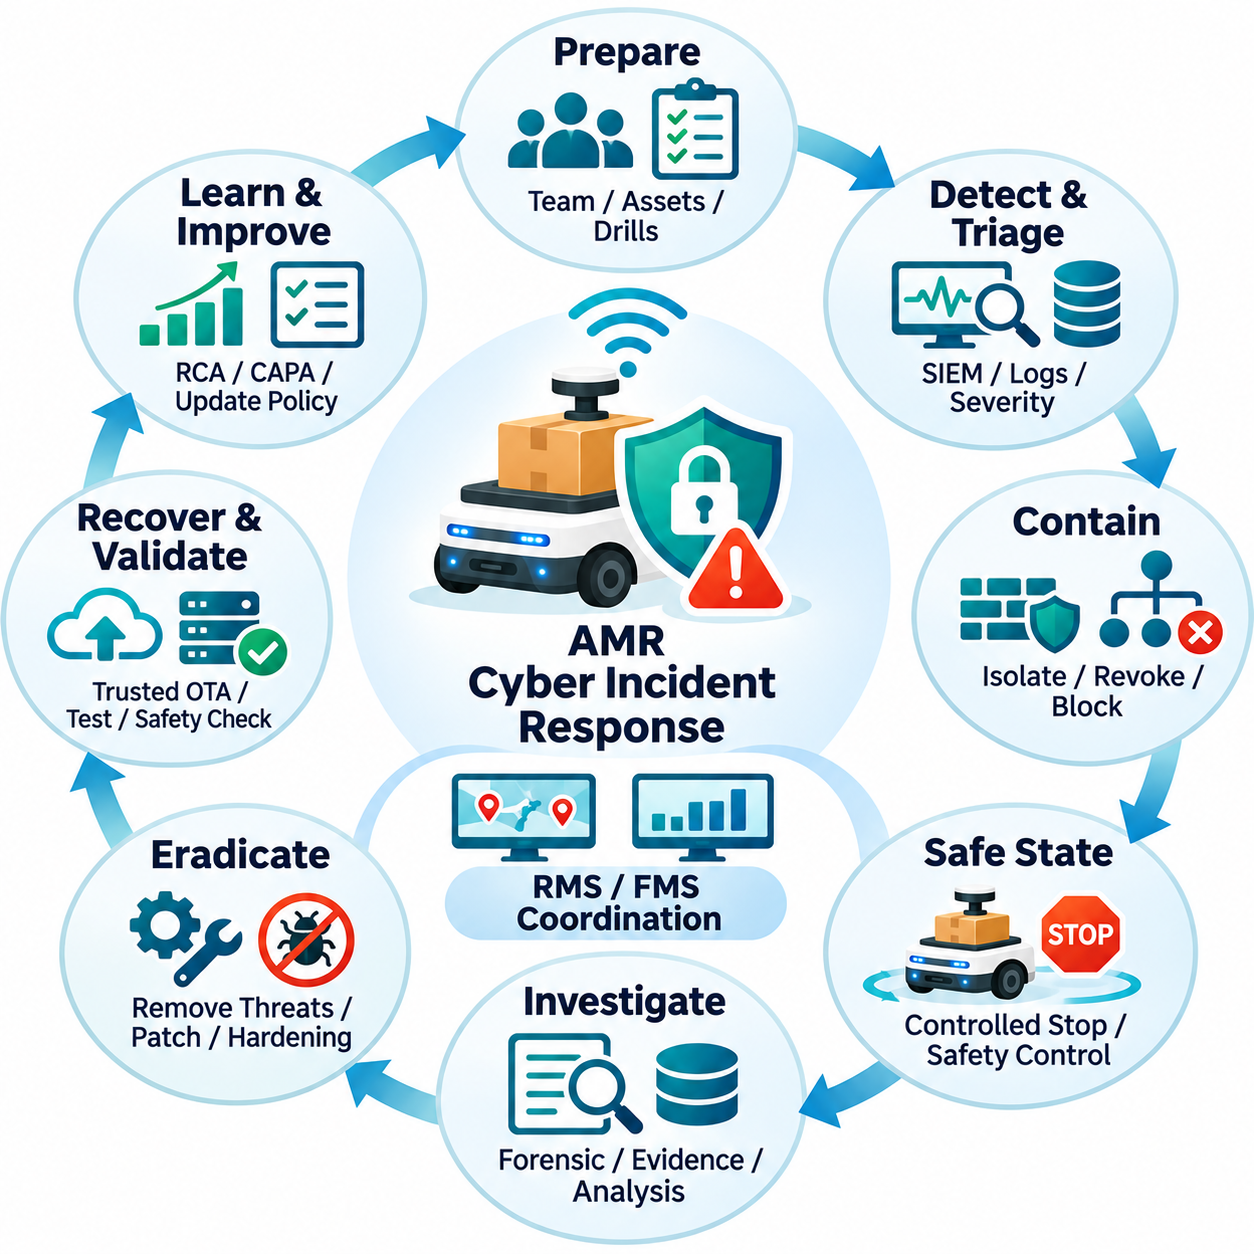 Prepare
Team / Assets /
Drills
Detect &
Triage
SIEM / Logs /
Severity
Contain
Isolate / Revoke /
Block
Safe State
STOP
Controlled Stop /
Safety Control
Investigate
Forensic / Evidence /
Analysis
Eradicate
Remove Threats /
Patch / Hardening
Recover &
Validate
Trusted OTA /
Test / Safety Check
Learn &
Improve
RCA / CAPA /
Update Policy
AMR
Cyber Incident
Response
RMS / FMS
Coordination